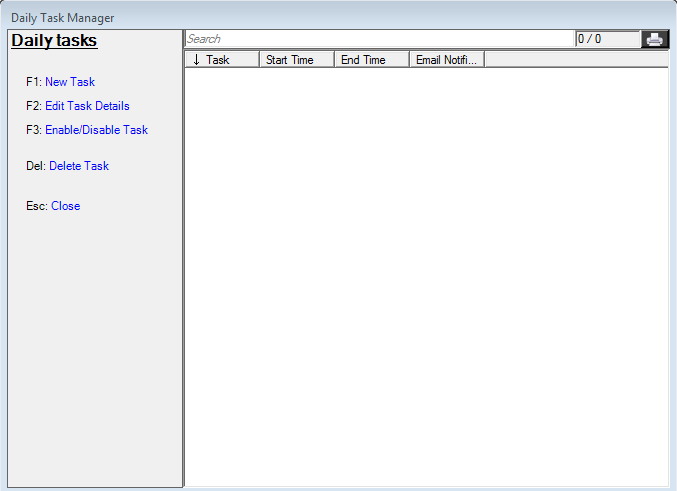 Daily Task Manager
Daily tasks
Search
0 / 0
Task Start Time End Time Email Notifi...
F1: New Task
F2: Edit Task Details
F3: Enable/Disable Task
Del: Delete Task
Esc: Close